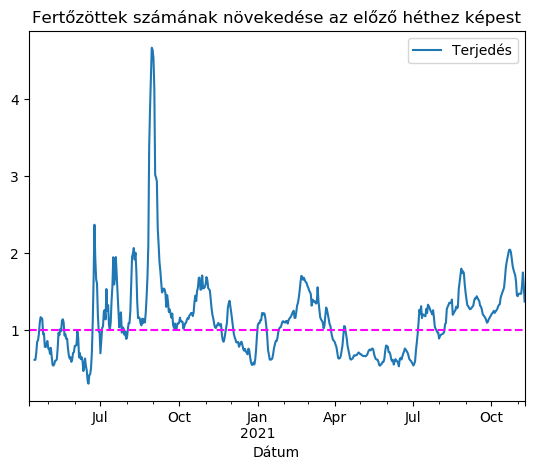 Fertőzöttek számának növekedése az előző héthez képest
Terjedés
4
3
2
1
Jul
Oct
Jan
2021
Apr
Jul
Oct
Dátum